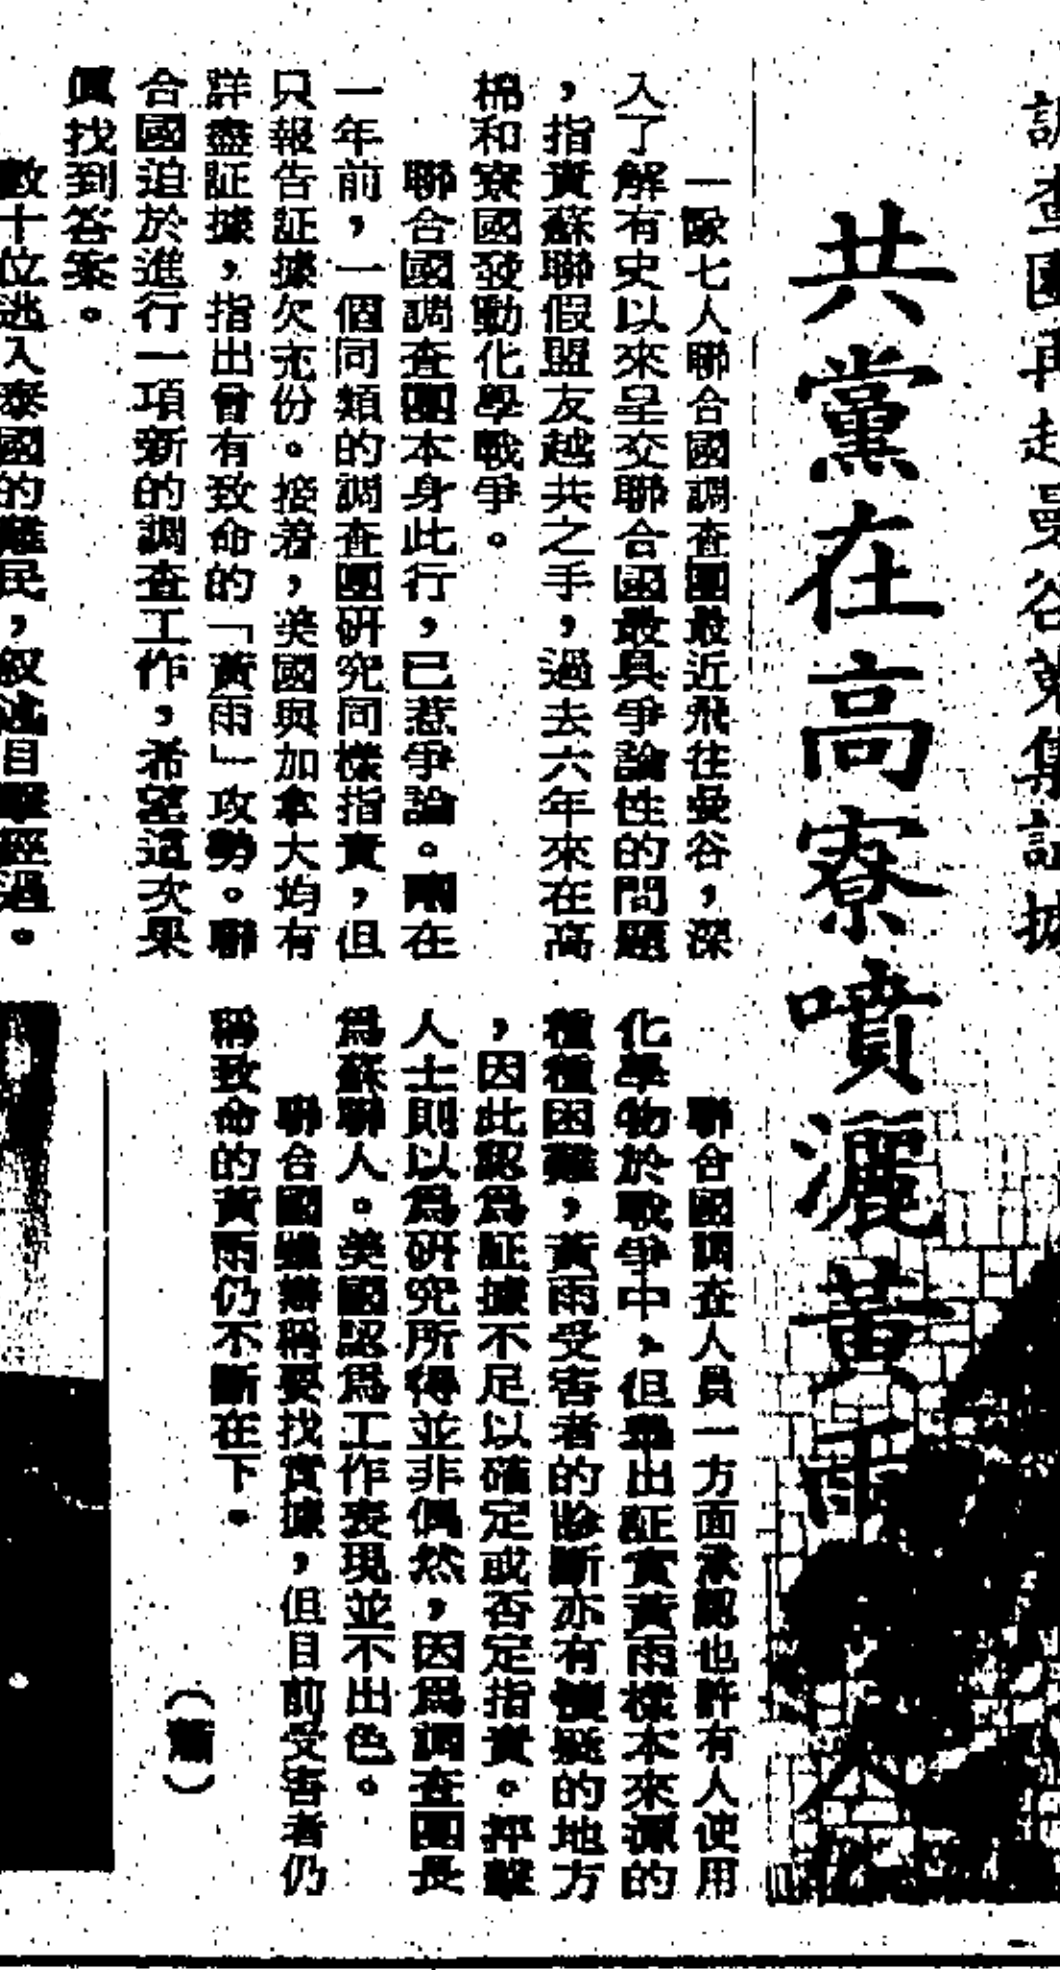 調查團再赴曼谷蒐集証據
共黨在高寮噴灑黃雨
一隊七人聯合國調查團最近飛往曼谷，深
入了解有史以來呈交聯合國最具爭論性的問題
，指責蘇聯假盟友越共之手，過去六年來在高
棉和寮國發動化學戰爭。
聯合國調查團本身此行，已惹爭論。剛在
一年前，一個同類的調查團研究同樣指責，但
只報告証據欠充份。接着，美國與加拿大均有
詳盡証據，指出曾有致命的「黃雨」攻勢。聯
合國迫於進行一項新的調查工作，希望這次果
眞找到答案。
數十位逃入泰國的難民，叙述目擊經過。
聯合國調查人員一方面承認也許有人使用
化學物於戰爭中，但舉出証實黃雨樣本來源的
種種困難，黃雨受害者的診斷亦有懷疑的地方
，因此認爲証據不足以確定或否定指責。抨擊
人士則以爲研究所得並非偶然，因爲調查團長
爲蘇聯人。美國認爲工作表現並不出色。
聯合國雖辯稱要找實據，但目前受害者仍
稱致命的黃雨仍不斷在下。